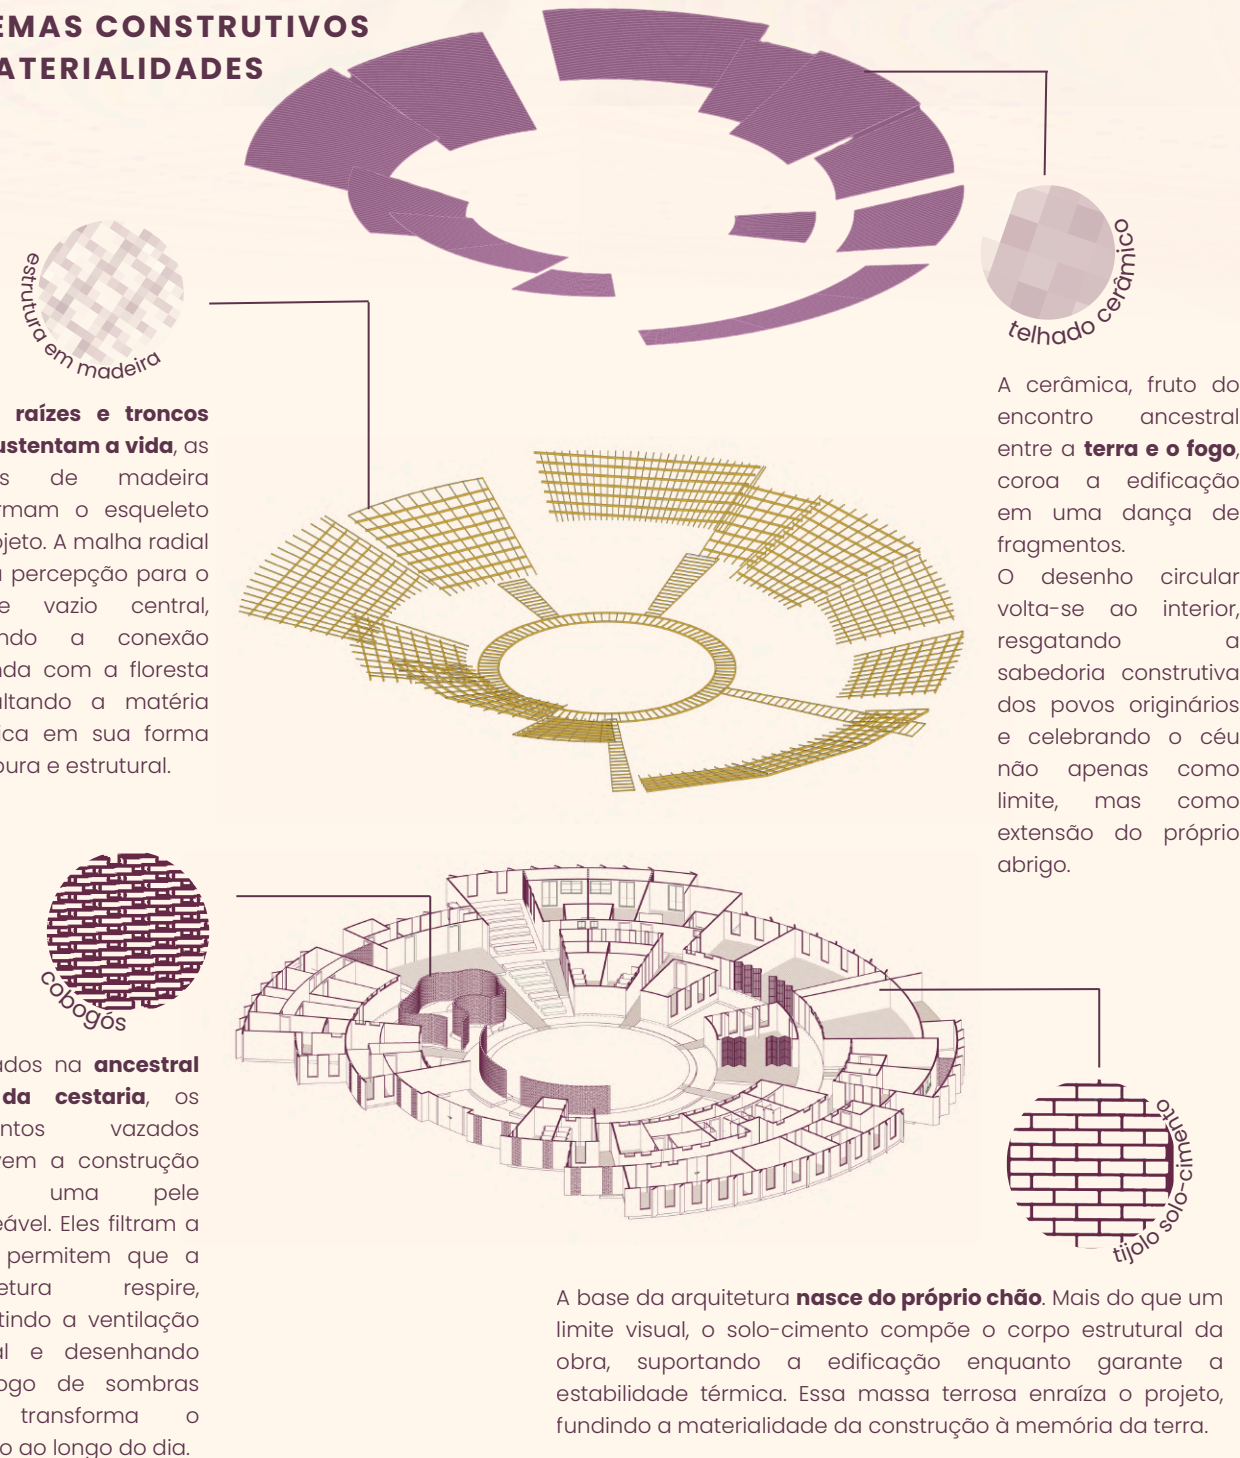 EMAS CONSTRUTIVOS
ATERIALIDADES
estrutura em madeira
raízes e troncos
ustentam a vida, as
s de madeira
rmam o esqueleto
ojeto. A malha radial
a percepção para o
e vazio central,
ndo a conexão
nda com a floresta
altando a matéria
ica em sua forma
pura e estrutural.
telhado cerâmico
A cerâmica, fruto do
encontro ancestral
entre a terra e o fogo,
coroa a edificação
em uma dança de
fragmentos.
O desenho circular
volta-se ao interior,
resgatando a
sabedoria construtiva
dos povos originários
e celebrando o céu
não apenas como
limite, mas como
extensão do próprio
abrigo.
cobogós
ados na ancestral
da cestaria, os
ntos vazados
vem a construção
uma pele
eável. Eles filtram a
permitem que a
etura respire,
tindo a ventilação
al e desenhando
ogo de sombras
transforma o
o ao longo do dia.
tijolo solo-cimento
A base da arquitetura nasce do próprio chão. Mais do que um
limite visual, o solo-cimento compõe o corpo estrutural da
obra, suportando a edificação enquanto garante a
estabilidade térmica. Essa massa terrosa enraíza o projeto,
fundindo a materialidade da construção à memória da terra.